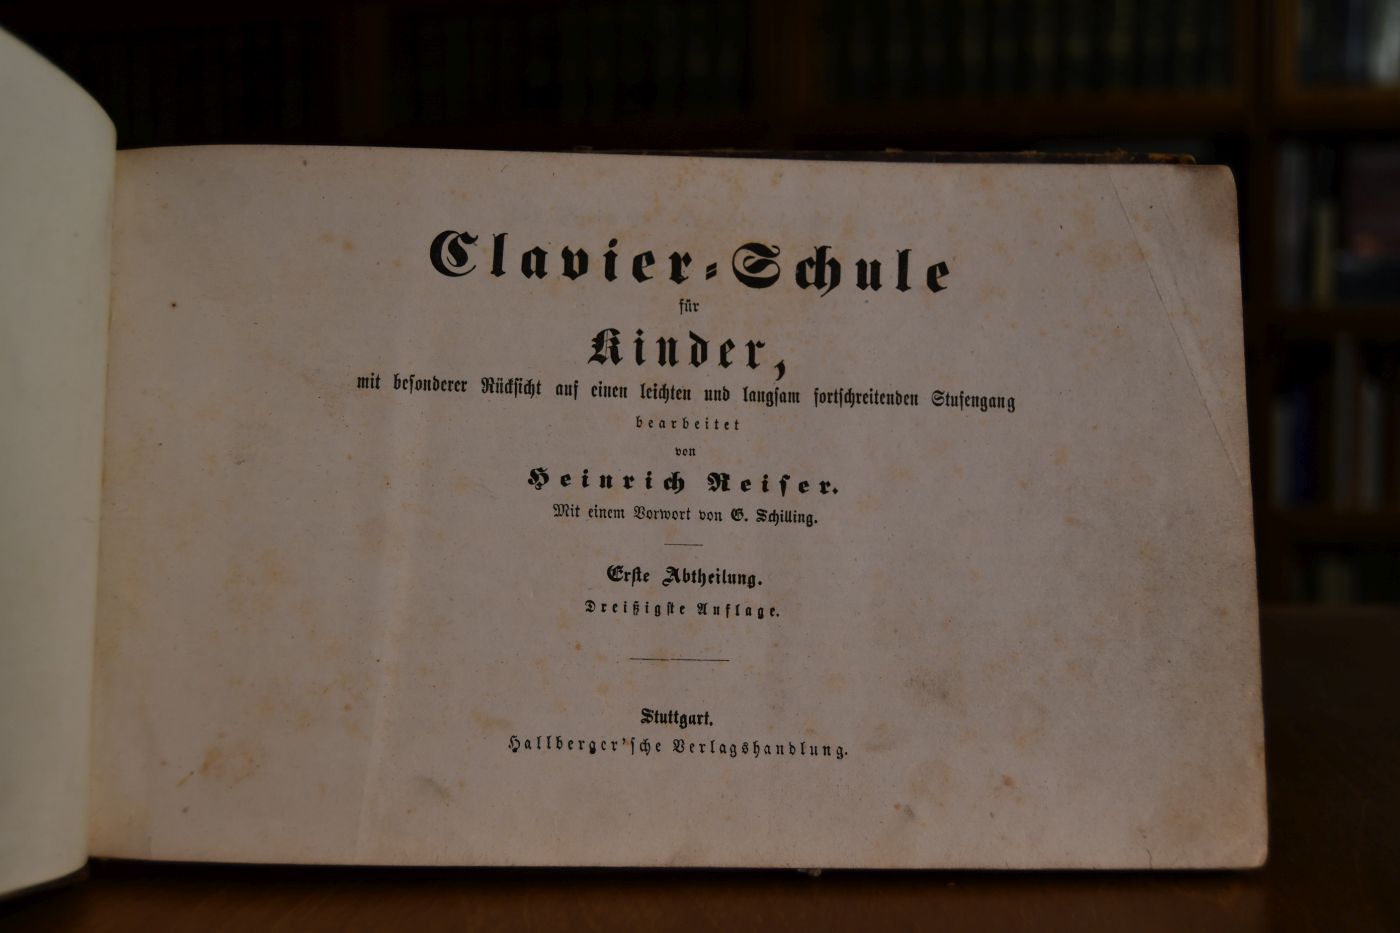 Clavier-Schule
für
Kinder,
mit besonderer Rücksicht auf einen leichten und langsam fortschreitenden Stufengang
bearbeitet
von
Heinrich Reiser.
Mit einem Vorwort von G. Schilling.
Erste Abtheilung.
Dreißigste Auflage.
Stuttgart.
Hallberger'sche Verlagshandlung.